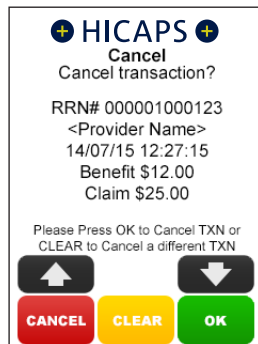 HICAPS
Cancel
Cancel transaction?
RRN# 000001000123
<Provider Name>
14/07/15 12:27:15
Benefit $12.00
Claim $25.00
Please Press OK to Cancel TXN or
CLEAR to Cancel a different TXN
CANCEL CLEAR OK